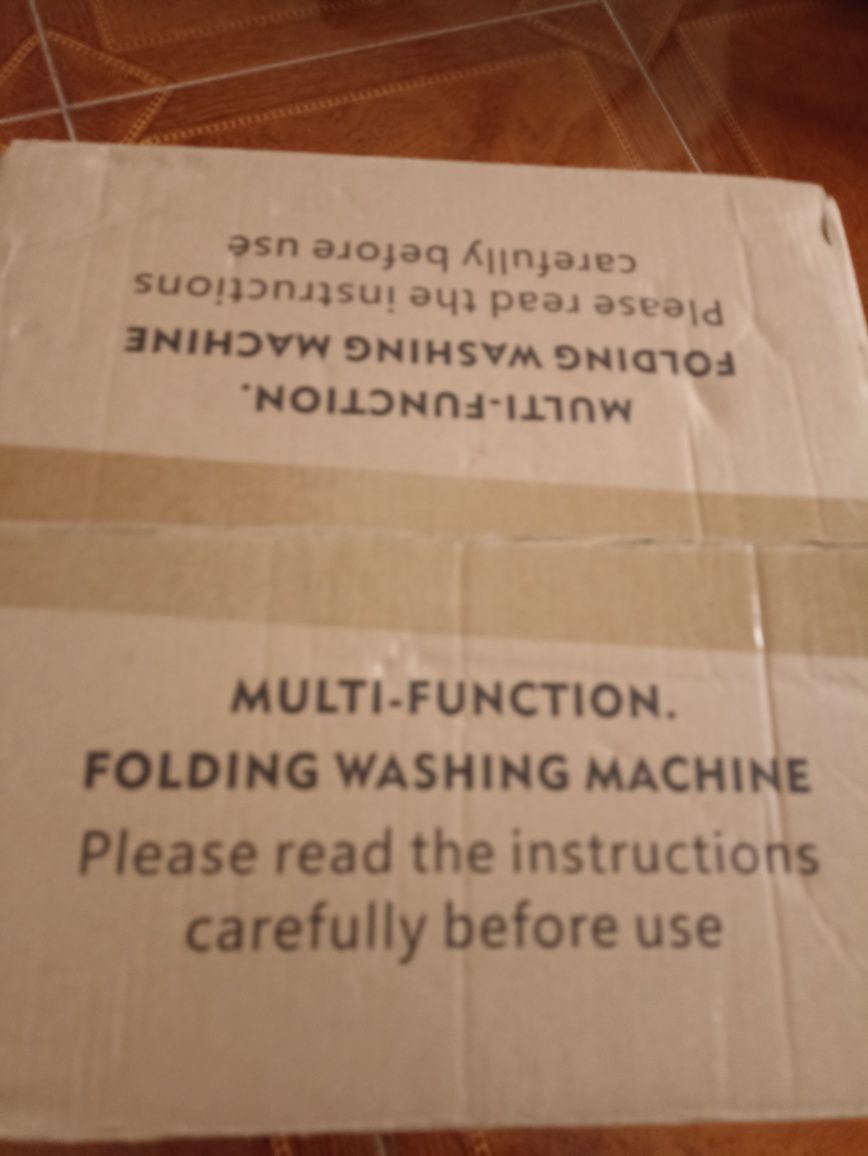 carefully before use
Please read the instructions
FOLDING WASHING MACHINE
MULTI-FUNCTION.
MULTI-FUNCTION.
FOLDING WASHING MACHINE
Please read the instructions
carefully before use